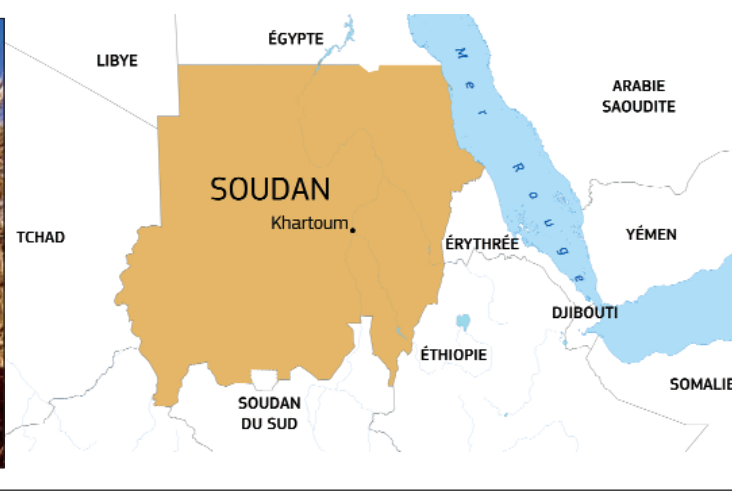 ÉGYPTE
LIBYE
Mer Rouge
ARABIE
SAOUDITE
SOUDAN
Khartoum
TCHAD
ÉRYTHRÉE
YÉMEN
DJIBOUTI
ÉTHIOPIE
SOMALIE
SOUDAN
DU SUD